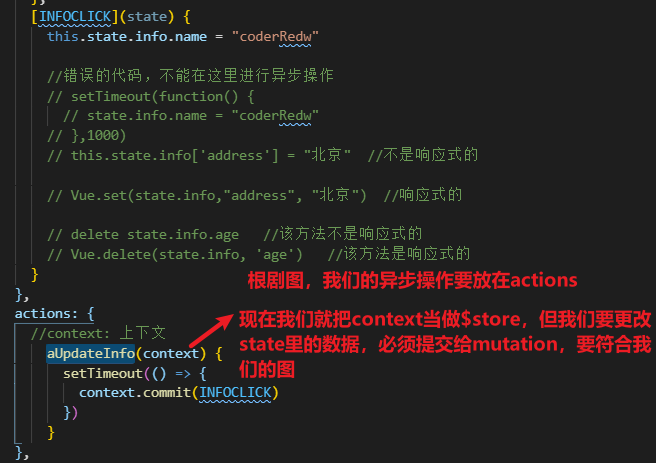 },
[INFOCLICK](state) {
this.state.info.name = "coderRedw"
//错误的代码，不能在这里进行异步操作
// setTimeout(function() {
// state.info.name = "coderRedw"
// },1000)
// this.state.info['address'] = "北京"  //不是响应式的
// Vue.set(state.info,"address", "北京")  //响应式的
// delete state.info.age   //该方法不是响应式的
// Vue.delete(state.info, 'age')   //该方法是响应式的
}
根剧图，我们的异步操作要放在actions
},
actions: {
现在我们就把context当做$store，但我们要更改
//context: 上下文
state里的数据，必须提交给mutation，要符合我
aUpdateInfo(context) {
们的图
setTimeout(() => {
context.commit(INFOCLICK)
})
}
},